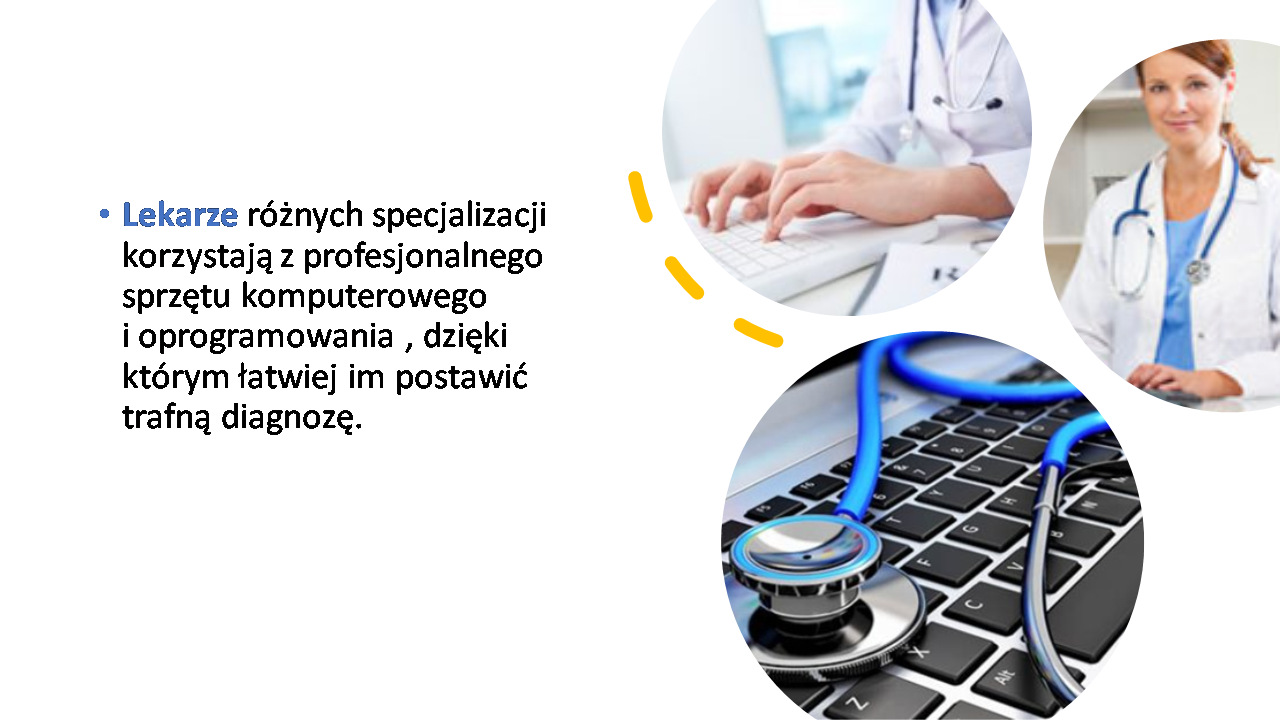 • Lekarze różnych specjalizacji
korzystają z profesjonalnego
sprzętu komputerowego
i oprogramowania , dzięki
którym łatwiej im postawić
trafną diagnozę.